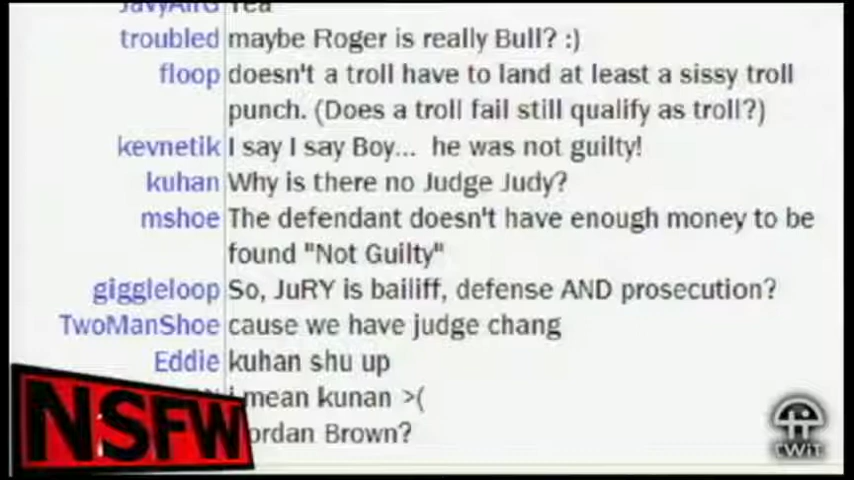 troubled maybe Roger is really Bull? :)
floop doesn't a troll have to land at least a sissy troll
punch. (Does a troll fail still qualify as troll?)
kevnetik I say I say Boy... he was not guilty!
kuhan Why is there no Judge Judy?
mshoe The defendant doesn't have enough money to be
found "Not Guilty"
giggleloop So, JuRY is bailiff, defense AND prosecution?
TwoManShoe cause we have judge chang
Eddie kuhan shu up
mean kunan >(
Brown?
NSFW
TWiT